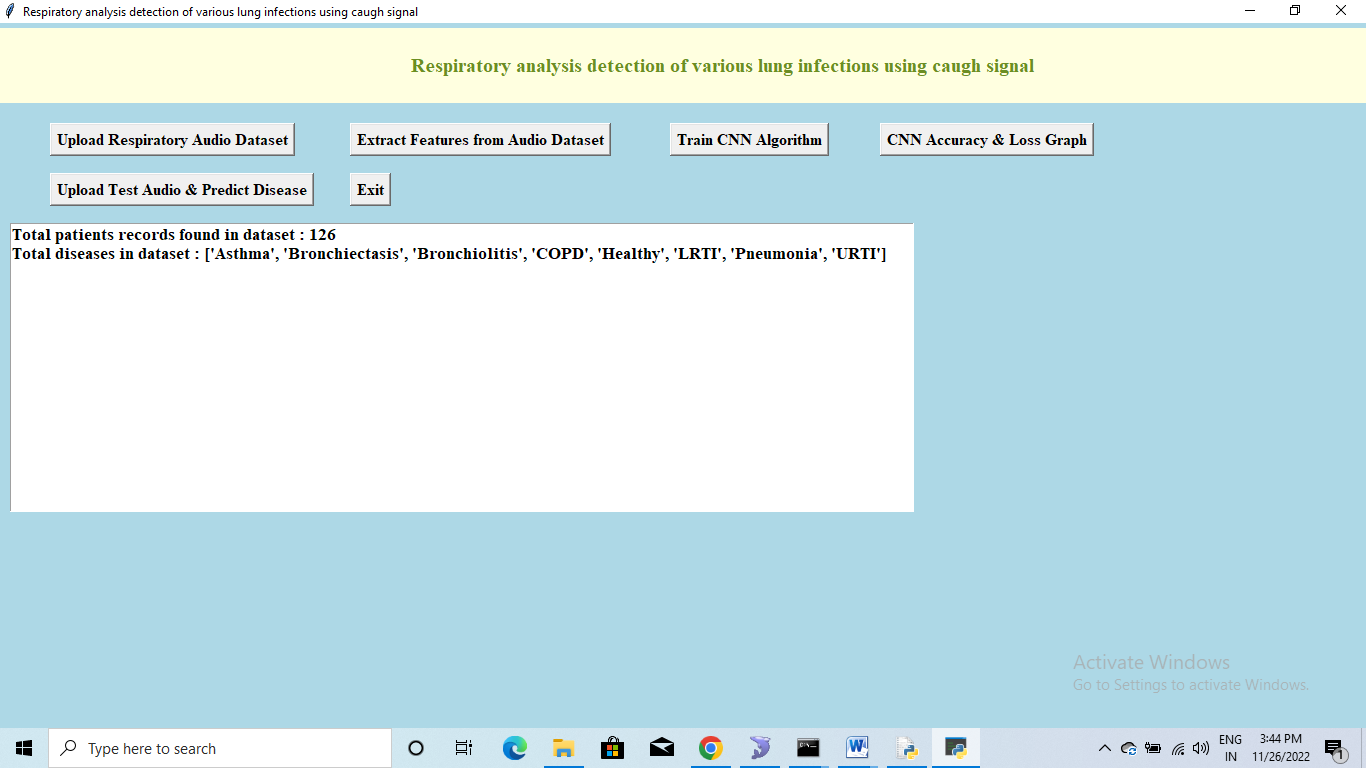 Respiratory analysis detection of various lung infections using caugh signal
Respiratory analysis detection of various lung infections using caugh signal
Upload Respiratory Audio Dataset
Extract Features from Audio Dataset
Train CNN Algorithm
CNN Accuracy & Loss Graph
Upload Test Audio & Predict Disease
Exit
Total patients records found in dataset : 126
Total diseases in dataset : ['Asthma', 'Bronchiectasis', 'Bronchiolitis', 'COPD', 'Healthy', 'LRTI', 'Pneumonia', 'URTI']
Activate Windows
Go to Settings to activate Windows.
Type here to search
ENG
IN
3:44 PM
11/26/2022
1